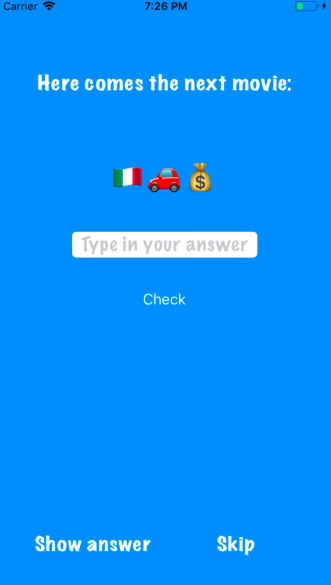 Carrier 7:26 PM
Here comes the next movie:
Type in your answer
Check
Show answer Skip